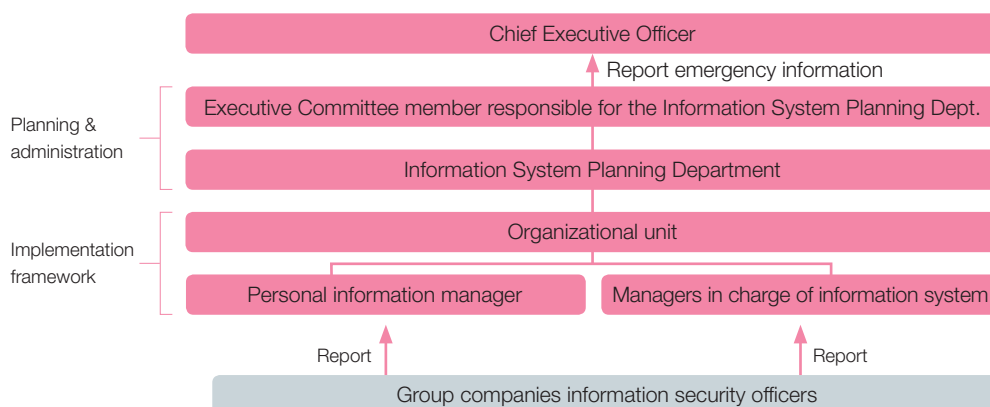 Chief Executive Officer
Report emergency information
Executive Committee member responsible for the Information System Planning Dept.
Planning &
administration
Information System Planning Department
Organizational unit
Implementation
framework
Personal information manager
Managers in charge of information system
Report
Report
Group companies information security officers